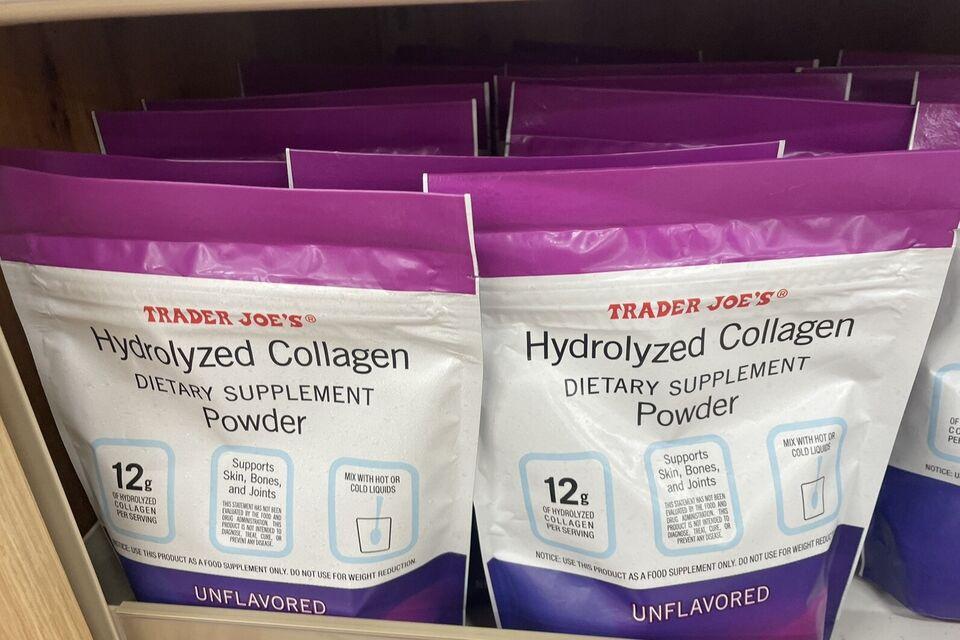 TRADER JOE'S®
Hydrolyzed Collagen
DIETARY SUPPLEMENT
Powder
12g
OF HYDROLYZED
COLLAGEN
PER SERVING
Supports
Skin, Bones,
and Joints
THIS STATEMENT HAS NOT BEEN
EVALUATED BY THE FOOD AND
DRUG ADMINISTRATION. THIS
PRODUCT IS NOT INTENDED TO
DIAGNOSE, TREAT, CURE, OR
PREVENT ANY DISEASE.
MIX WITH HOT OR
COLD LIQUIDS
NOTICE: USE THIS PRODUCT AS A FOOD SUPPLEMENT ONLY. DO NOT USE FOR WEIGHT REDUCTION
UNFLAVORED
TRADER JOE'S®
Hydrolyzed Collagen
DIETARY SUPPLEMENT
Powder
12g
OF HYDROLYZED
COLLAGEN
PER SERVING
Supports
Skin, Bones,
and Joints
THIS STATEMENT HAS NOT BEEN
EVALUATED BY THE FOOD AND
DRUG ADMINISTRATION. THIS
PRODUCT IS NOT INTENDED TO
DIAGNOSE, TREAT, CURE, OR
PREVENT ANY DISEASE.
MIX WITH HOT OR
COLD LIQUIDS
NOTICE: USE THIS PRODUCT AS A FOOD SUPPLEMENT ONLY. DO NOT USE FOR WEIGHT REDUC
UNFLAVORED
NOTICE: U